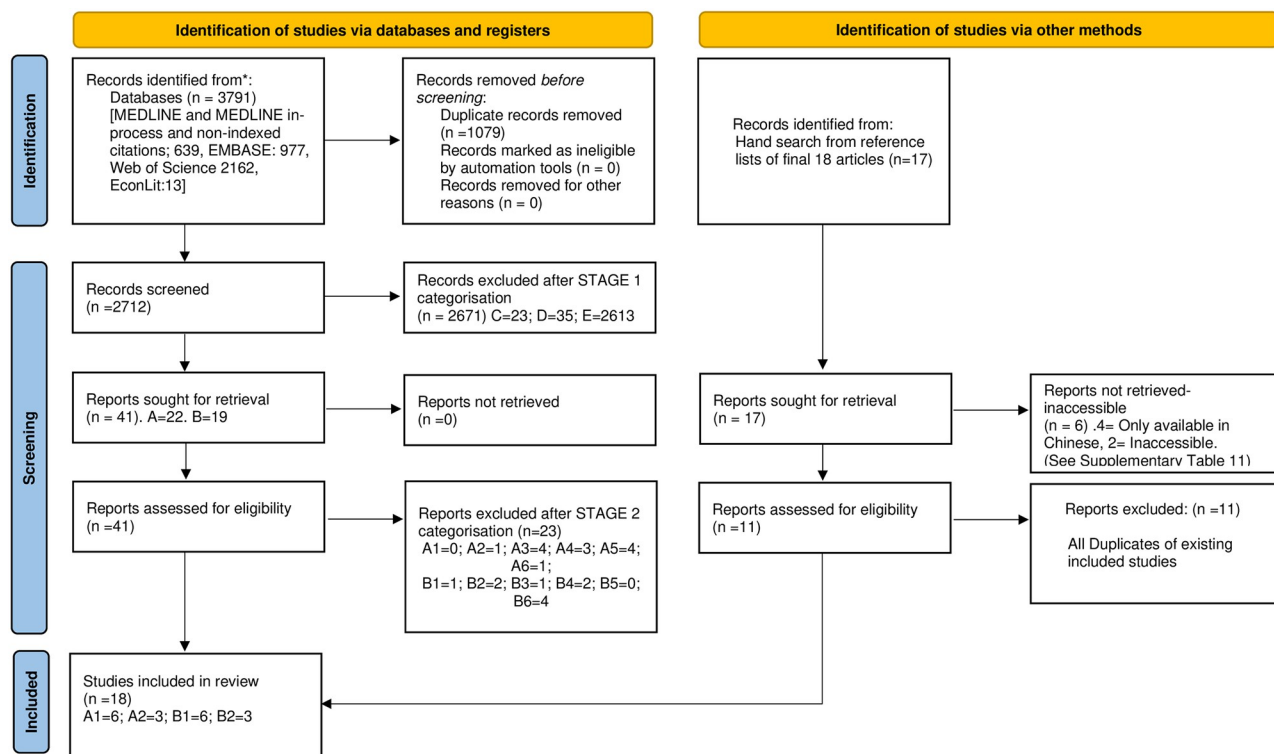 Identification of studies via databases and registers
Identification of studies via other methods
Identification
Records identified from*:
Databases (n = 3791)
[MEDLINE and MEDLINE in-
process and non-indexed
citations; 639, EMBASE: 977,
Web of Science 2162,
EconLit:13]
Records removed before
screening:
Duplicate records removed
(n =1079)
Records marked as ineligible
by automation tools (n = 0)
Records removed for other
reasons (n = 0)
Records identified from:
Hand search from reference
lists of final 18 articles (n=17)
Screening
Records screened
(n =2712)
Records excluded after STAGE 1
categorisation
(n = 2671) C=23; D=35; E=2613
Reports sought for retrieval
(n = 41). A=22. B=19
Reports not retrieved
(n =0)
Reports sought for retrieval
(n = 17)
Reports not retrieved-
inaccessible
(n = 6) .4= Only available in
Chinese, 2= Inaccessible.
(See Supplementary Table 11)
Reports assessed for eligibility
(n =41)
Reports excluded after STAGE 2
categorisation (n=23)
A1=0; A2=1; A3=4; A4=3; A5=4;
A6=1;
B1=1; B2=2; B3=1; B4=2; B5=0;
B6=4
Reports assessed for eligibility
(n =11)
Reports excluded: (n =11)
All Duplicates of existing
included studies
Included
Studies included in review
(n =18)
A1=6; A2=3; B1=6; B2=3